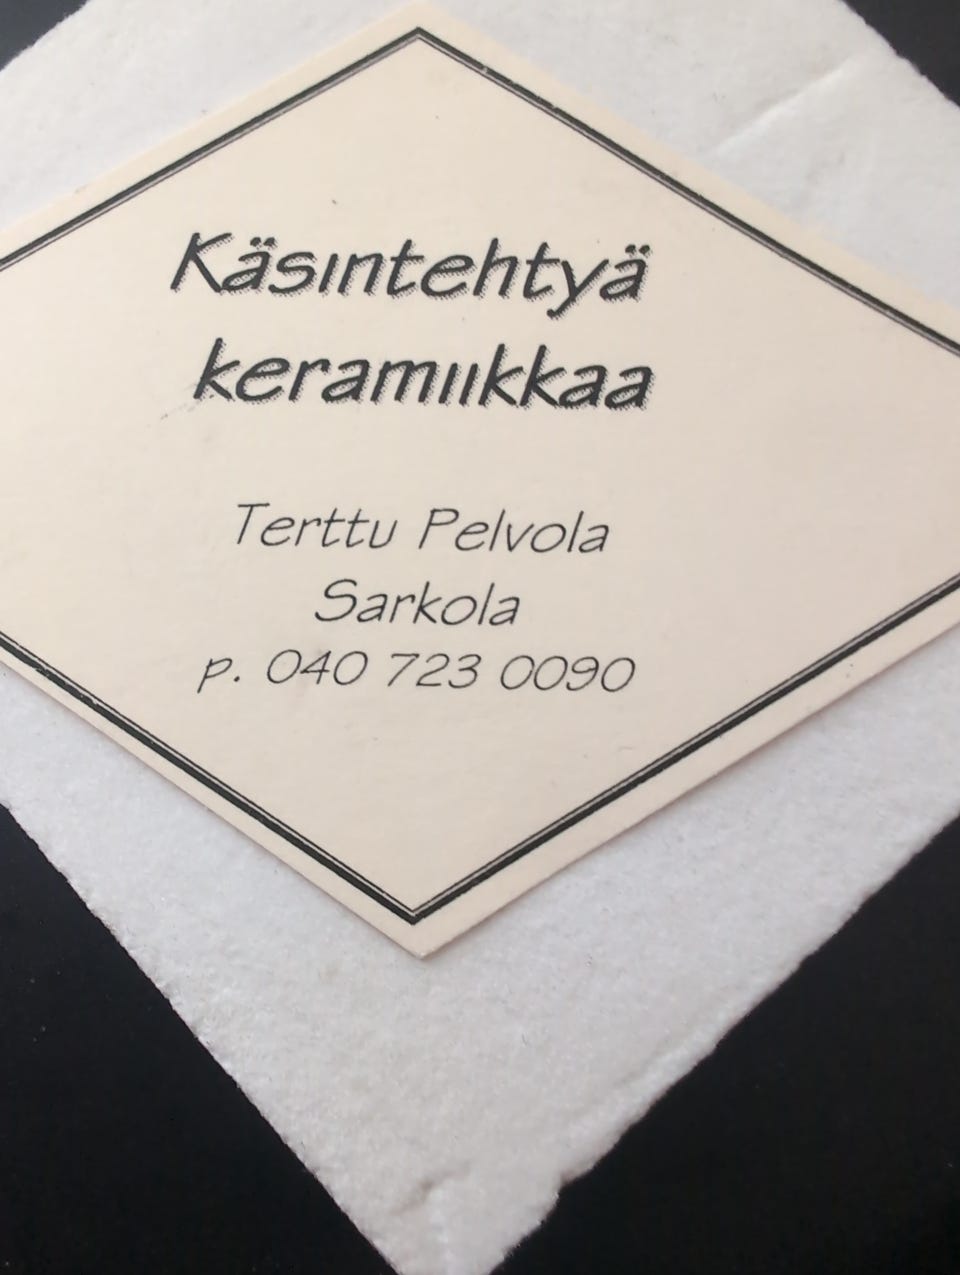 Käsintehtyä
keramiikkaa
Terttu Pelvola
Sarkola
p. 040 723 0090